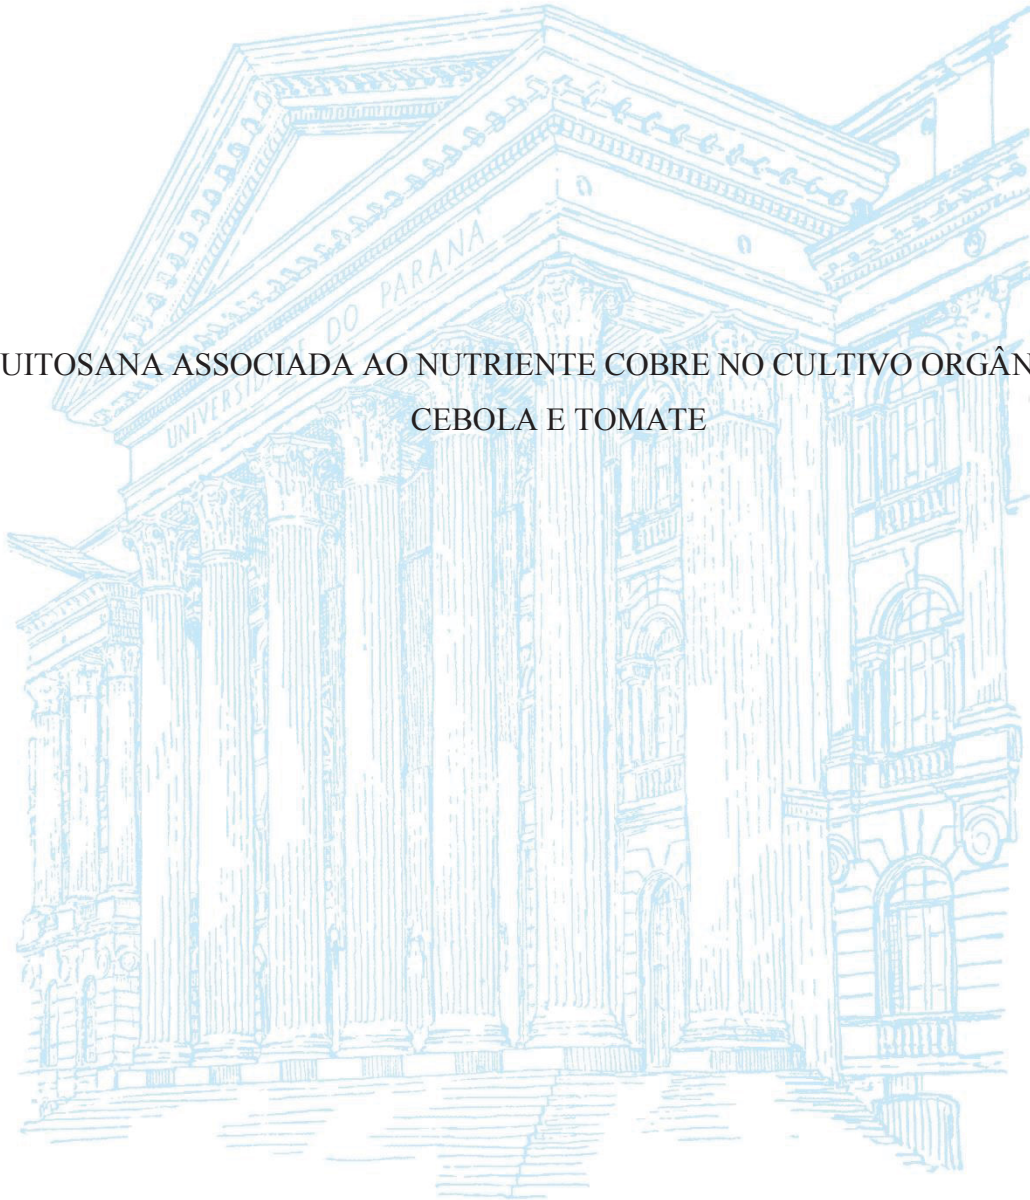 UITOSANA ASSOCIADA AO NUTRIENTE COBRE NO CULTIVO ORGÂN
CEBOLA E TOMATE
UNIVERSIDADE DO PARANÁ